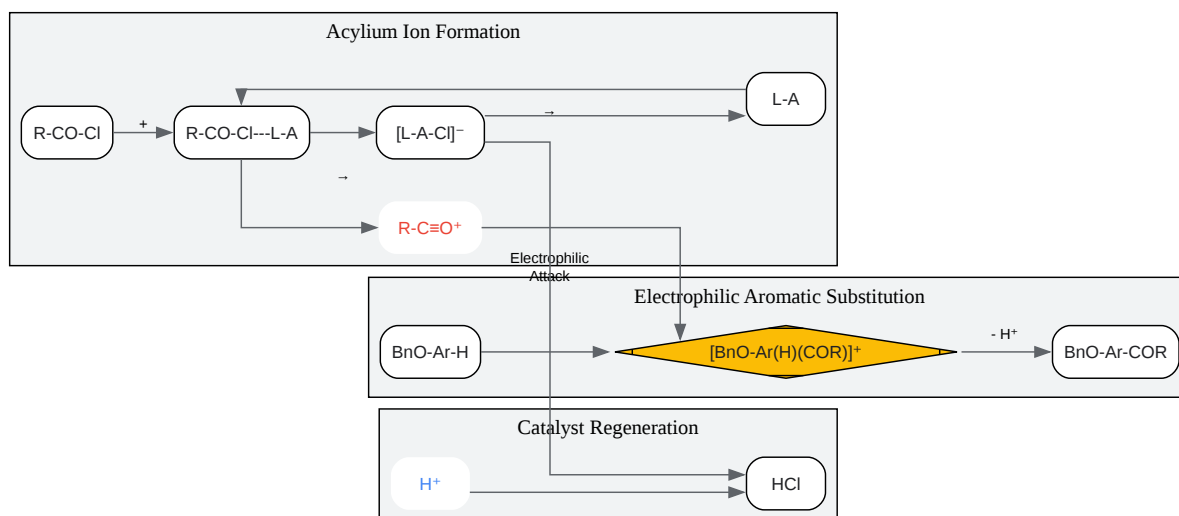 Acylium Ion Formation
L-A
→
R-CO-Cl
+
R-CO-Cl---L-A
[L-A-Cl]⁻
→
R-C≡O⁺
Electrophilic
Attack
Electrophilic Aromatic Substitution
BnO-Ar-H
[BnO-Ar(H)(COR)]⁺
- H⁺
BnO-Ar-COR
Catalyst Regeneration
H⁺
HCl